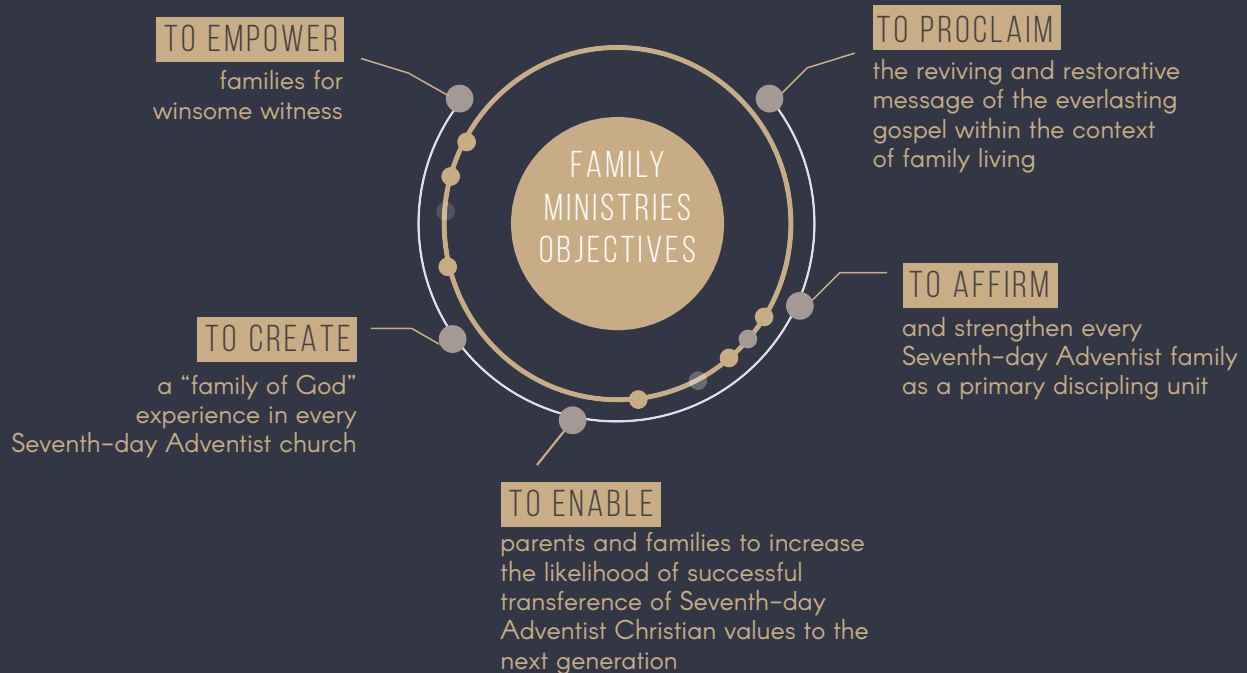 FAMILY
MINISTRIES
OBJECTIVES
TO PROCLAIM
the reviving and restorative
message of the everlasting
gospel within the context
of family living
TO AFFIRM
and strengthen every
Seventh-day Adventist family
as a primary discipling unit
TO ENABLE
parents and families to increase
the likelihood of successful
transference of Seventh-day
Adventist Christian values to the
next generation
TO CREATE
a “family of God”
experience in every
Seventh-day Adventist church
TO EMPOWER
families for
winsome witness